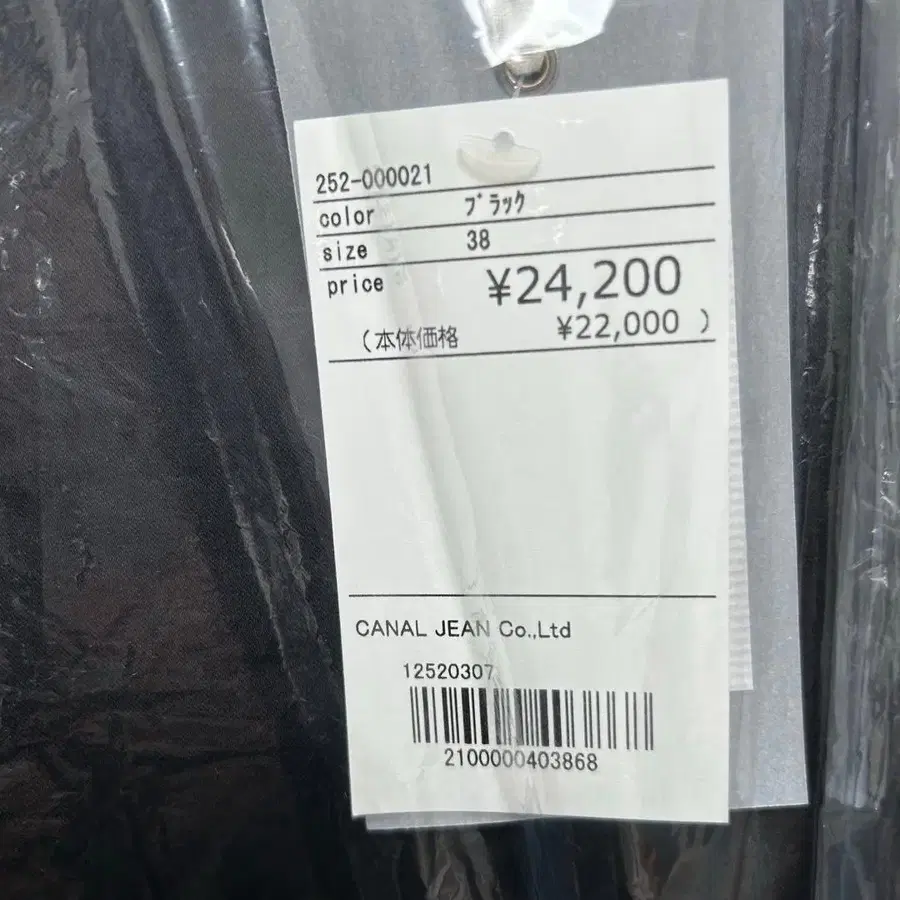 252-000021
color ブラック
size 38
price ¥24,200
(本体価格 ¥22,000 )
CANAL JEAN Co.,Ltd
12520307
2100000403868